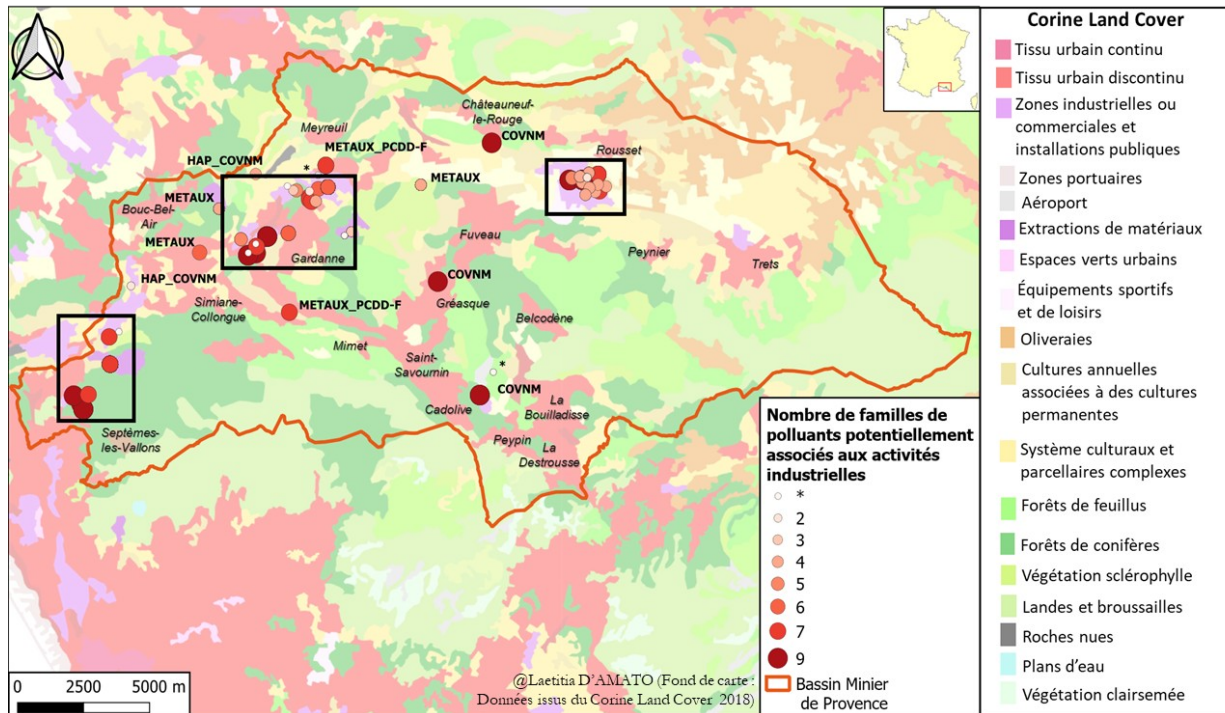 Châteauneuf-
le-Rouge
Meyreuil
COVNM
METAUX_PCDD-F
Rousset
HAP_COVNM
*
METAUX
METAUX
Bouc-Bel-
Air
METAUX
Fuveau
Gardanne
Peynier
Trets
HAP_COVNM
COVNM
Gréasque
Simiane-
Collongue
METAUX_PCDD-F
Belcodène
Mimet
Saint-
Savournin
*
COVNM
Cadolive
La
Bouilladisse
Septémes-
les-Vallons
Peypin
La
Destrousse
0 2500 5000 m
@Laetitia D'AMATO (Fond de carte :
Données issus du Corine Land Cover 2018)
Nombre de familles de
polluants potentiellement
associés aux activités
industrielles
*
2
3
4
5
6
7
9
Bassin Minier
de Provence
Corine Land Cover
Tissu urbain continu
Tissu urbain discontinu
Zones industrielles ou
commerciales et
installations publiques
Zones portuaires
Aéroport
Extractions de matériaux
Espaces verts urbains
Équipements sportifs
et de loisirs
Oliveraies
Cultures annuelles
associées à des cultures
permanentes
Système culturaux et
parcellaires complexes
Forêts de feuillus
Forêts de conifères
Végétation sclérophylle
Landes et broussailles
Roches nues
Plans d'eau
Végétation clairsemée